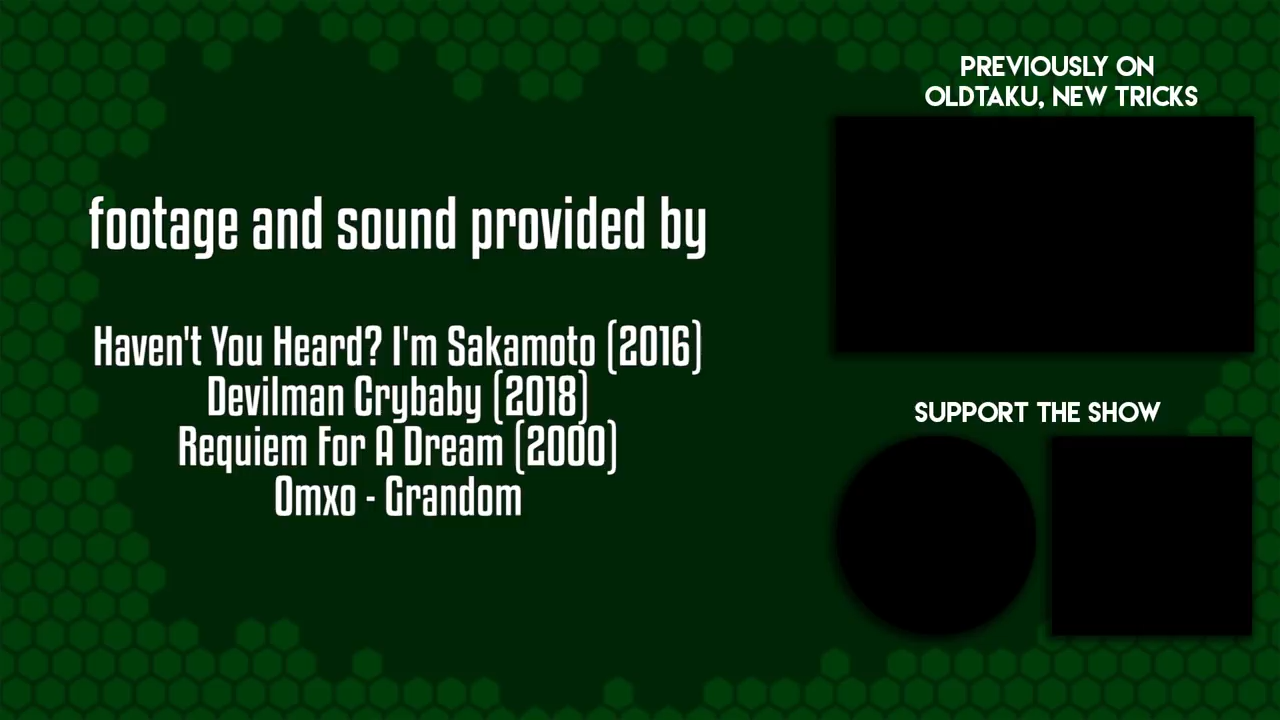 footage and sound provided by
Haven't You Heard? I'm Sakamoto (2016)
Devilman Crybaby (2018)
Requiem For A Dream (2000)
Omxo - Grandom
PREVIOUSLY ON
OLDTAKU, NEW TRICKS
SUPPORT THE SHOW